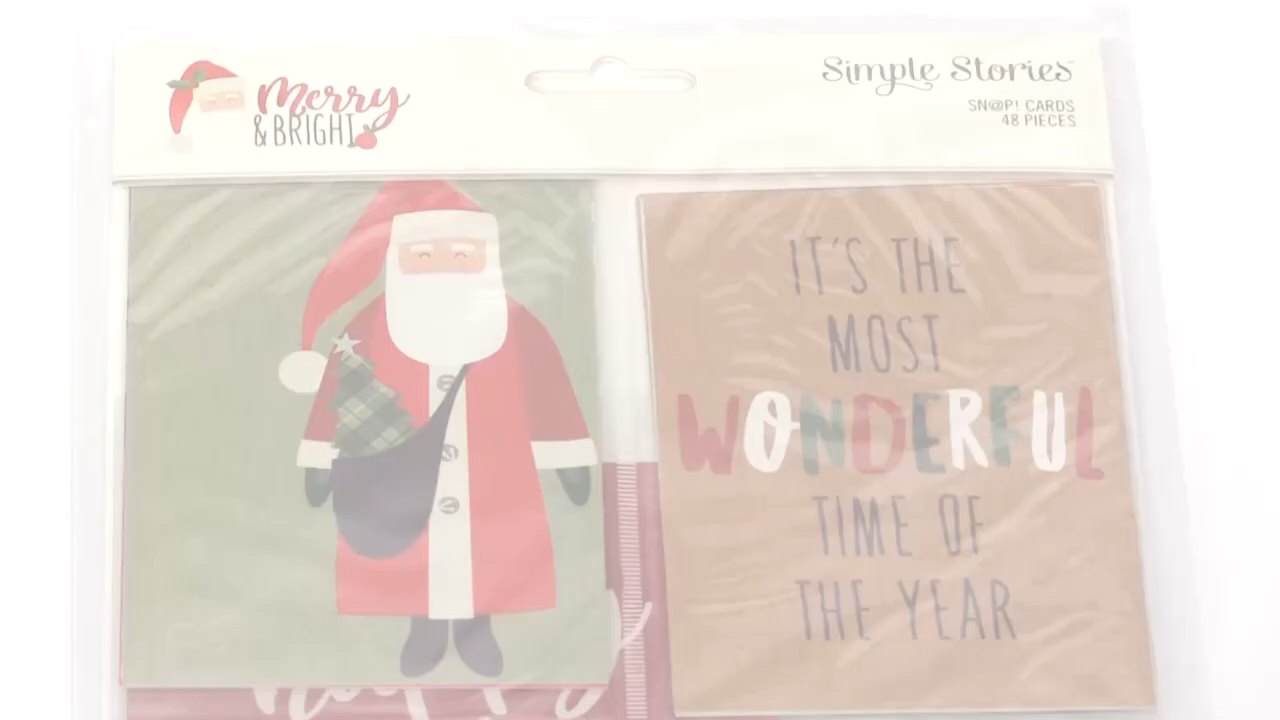 Merry
& BRIGHT
Simple Stories
SN@P! CARDS
48 PIECES
IT'S THE
MOST
WONDERFUL
TIME OF
THE YEAR